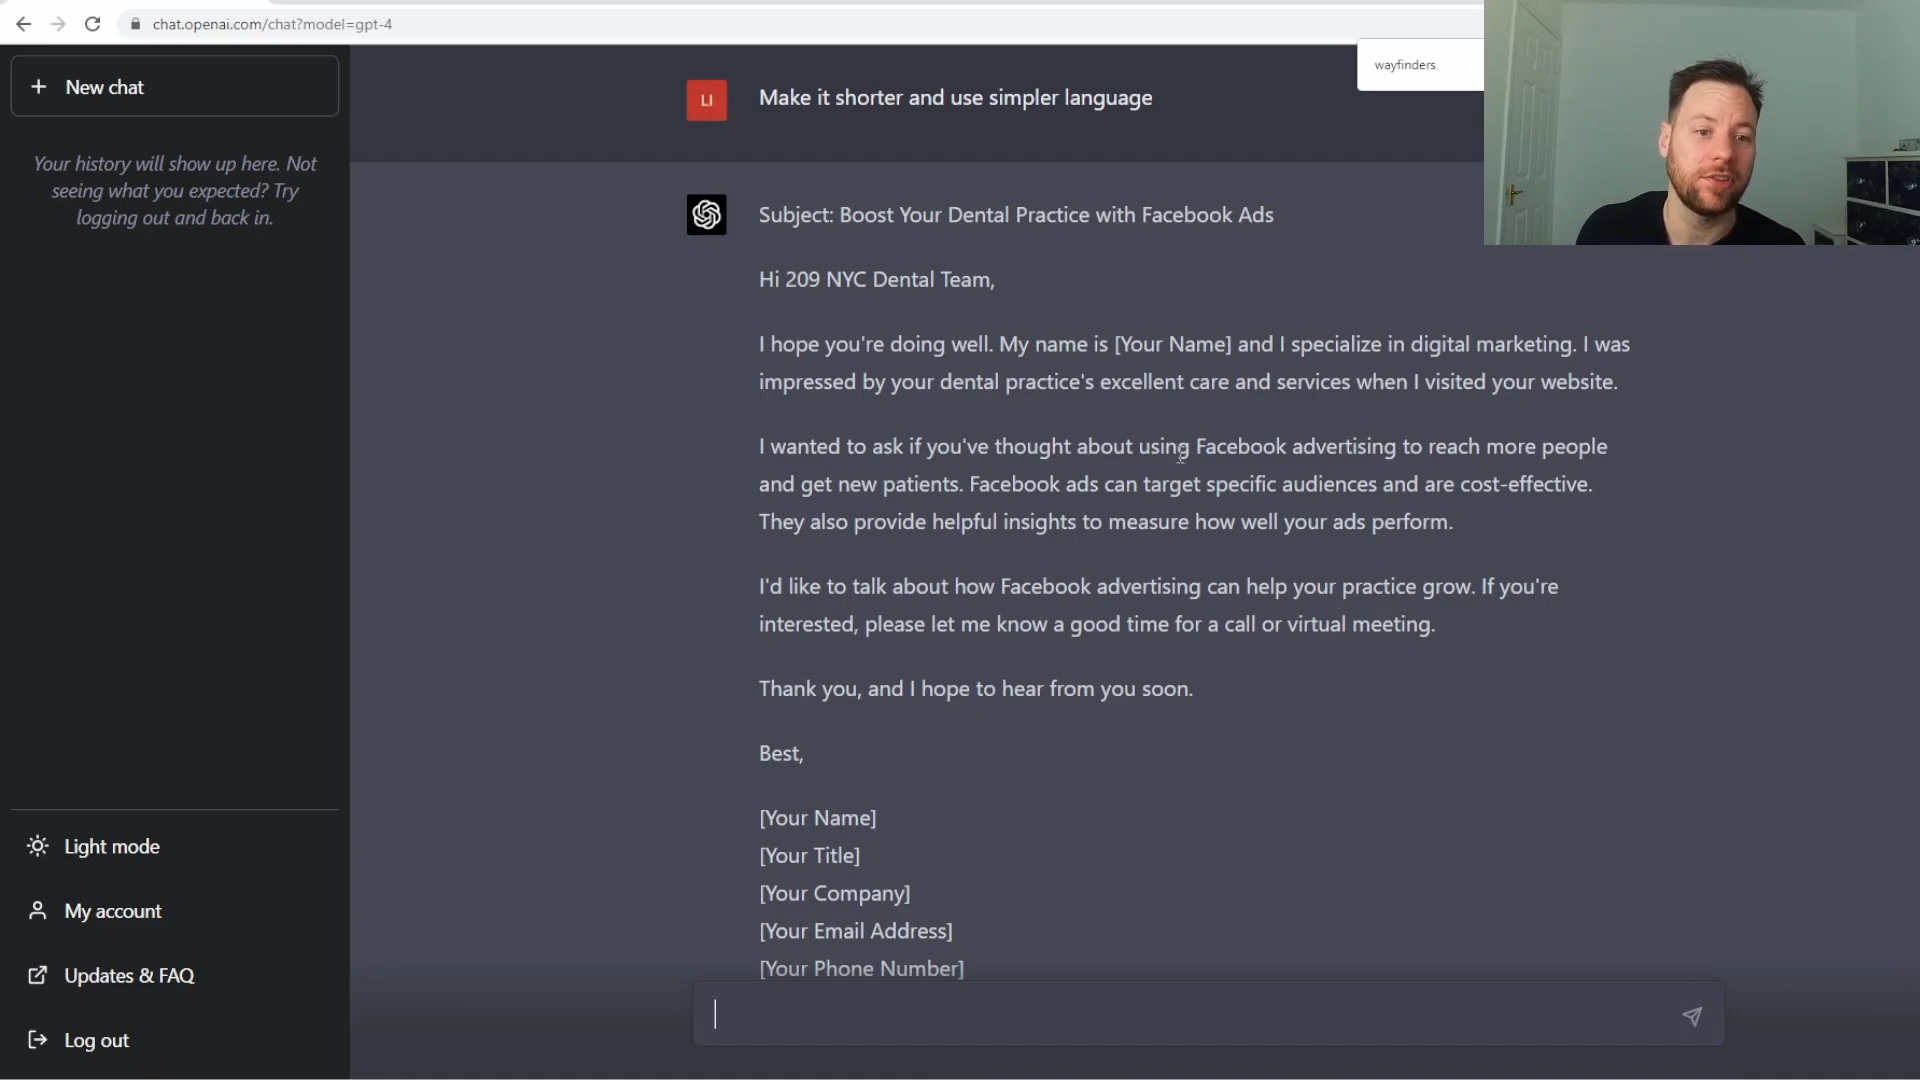 chat.openai.com/chat?model=gpt-4
wayfinders
New chat
Your history will show up here. Not
seeing what you expected? Try
logging out and back in.
Light mode
My account
Updates & FAQ
Log out
LI
Make it shorter and use simpler language
Subject: Boost Your Dental Practice with Facebook Ads
Hi 209 NYC Dental Team,
I hope you're doing well. My name is [Your Name] and I specialize in digital marketing. I was
impressed by your dental practice's excellent care and services when I visited your website.
I wanted to ask if you've thought about using Facebook advertising to reach more people
and get new patients. Facebook ads can target specific audiences and are cost-effective.
They also provide helpful insights to measure how well your ads perform.
I'd like to talk about how Facebook advertising can help your practice grow. If you're
interested, please let me know a good time for a call or virtual meeting.
Thank you, and I hope to hear from you soon.
Best,
[Your Name]
[Your Title]
[Your Company]
[Your Email Address]
[Your Phone Number]